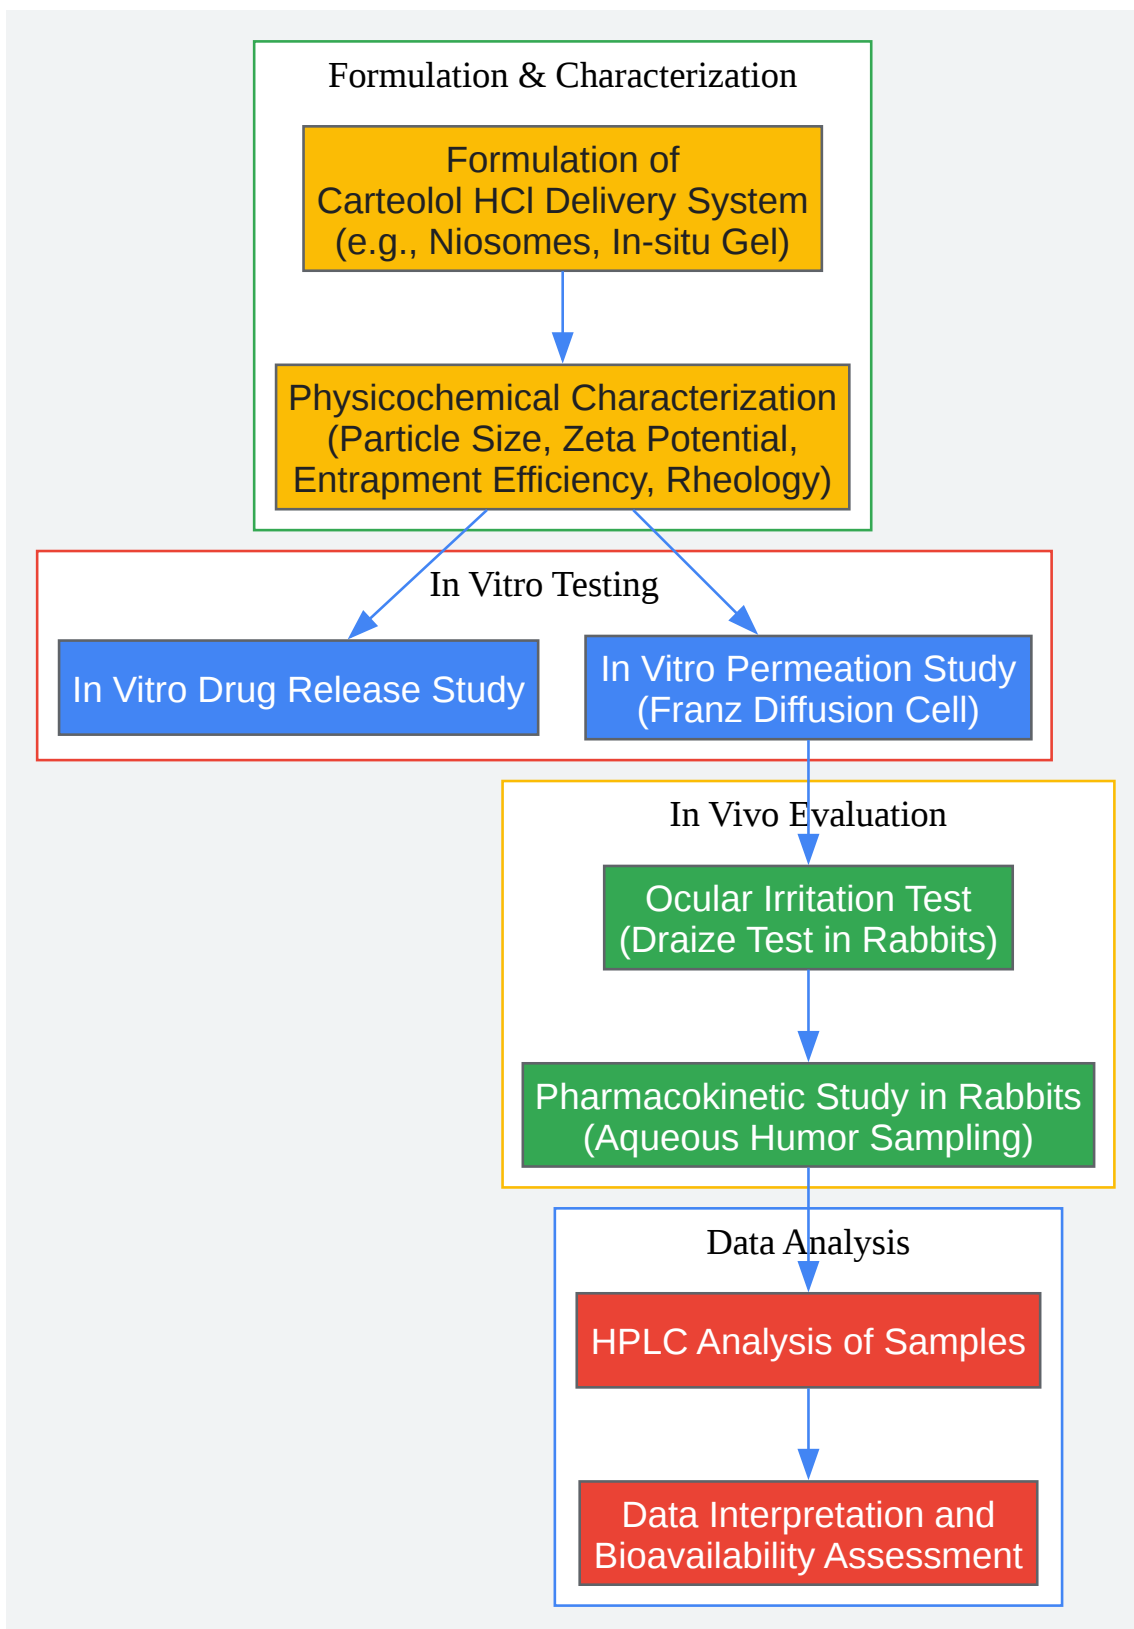 Formulation & Characterization
Formulation of
Carteolol HCl Delivery System
(e.g., Niosomes, In-situ Gel)
Physicochemical Characterization
(Particle Size, Zeta Potential,
Entrapment Efficiency, Rheology)
In Vitro Testing
In Vitro Drug Release Study
In Vitro Permeation Study
(Franz Diffusion Cell)
In Vivo Evaluation
Ocular Irritation Test
(Draize Test in Rabbits)
Pharmacokinetic Study in Rabbits
(Aqueous Humor Sampling)
Data Analysis
HPLC Analysis of Samples
Data Interpretation and
Bioavailability Assessment